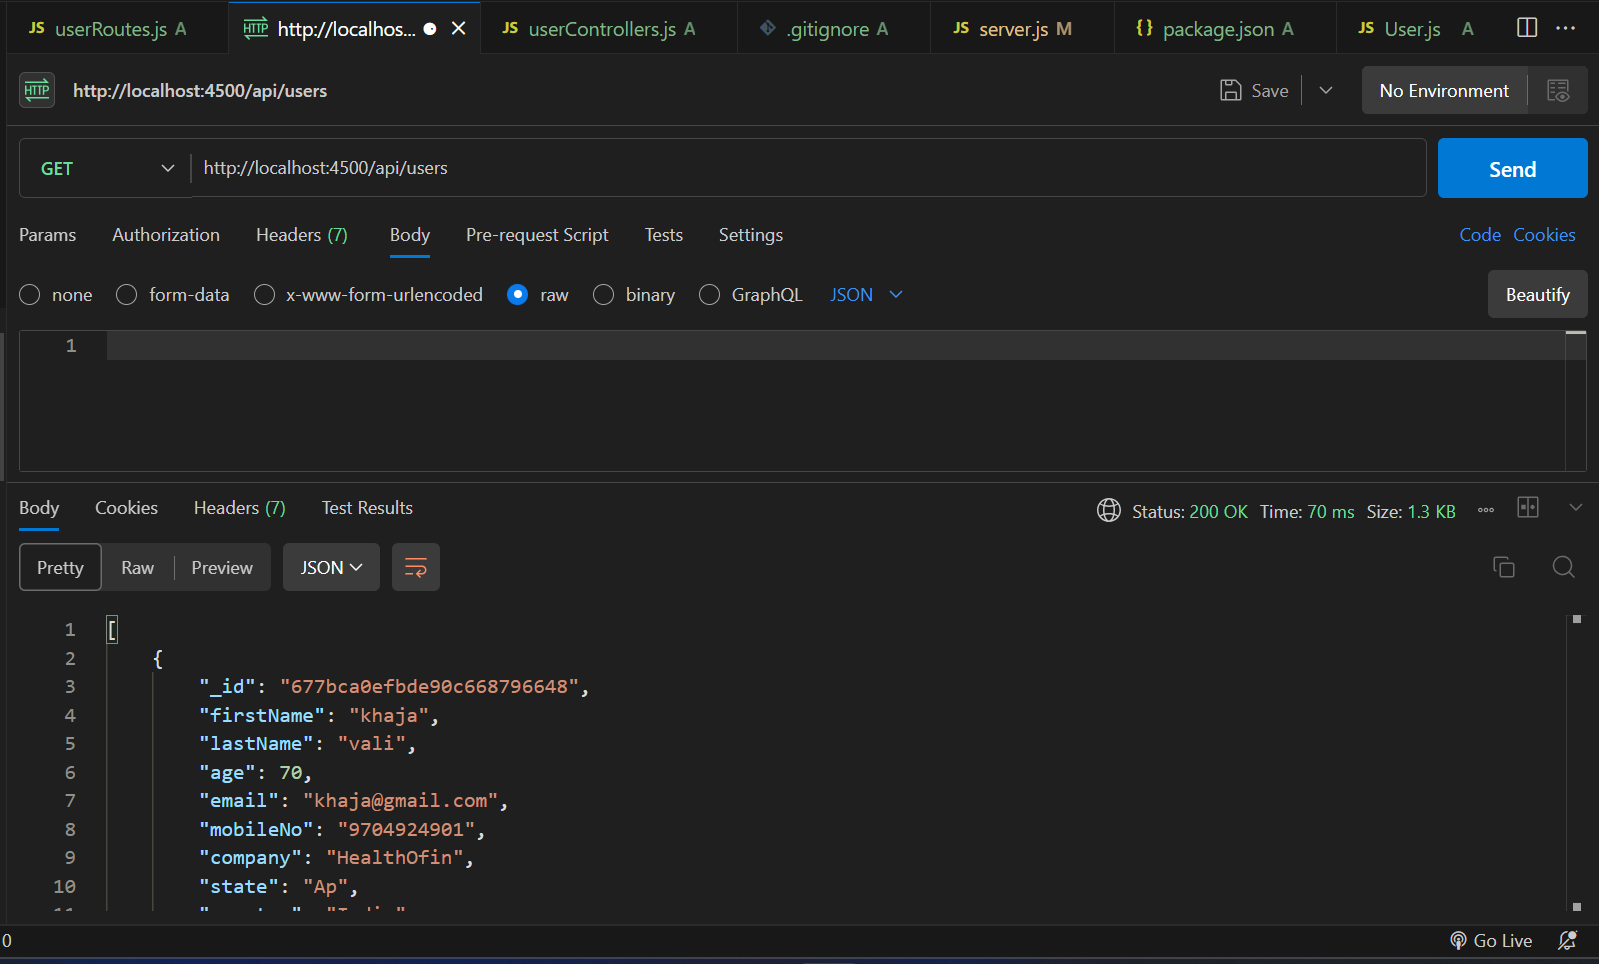 JS userRoutes.js A
HTTP http://localhos...
JS userControllers.js A
.gitignore A
JS server.js M
{} package.json A
JS User.js A
HTTP http://localhost:4500/api/users
Save
No Environment
GET http://localhost:4500/api/users
Send
Params Authorization Headers (7) Body Pre-request Script Tests Settings
Code Cookies
none form-data x-www-form-urlencoded raw binary GraphQL JSON
Beautify
1
Body Cookies Headers (7) Test Results
Status: 200 OK Time: 70 ms Size: 1.3 KB
Pretty Raw Preview JSON
1 [
2 {
3 "_id": "677bca0efbde90c668796648",
4 "firstName": "khaja",
5 "lastName": "vali",
6 "age": 70,
7 "email": "khaja@gmail.com",
8 "mobileNo": "9704924901",
9 "company": "HealthOfin",
10 "state": "Ap",
0
Go Live